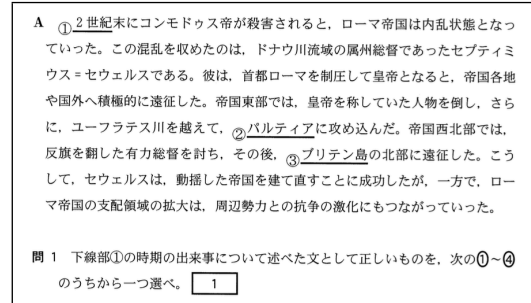 A ①2世紀末にコンモドゥス帝が殺害されると，ローマ帝国は内乱状態となっ
ていった。この混乱を収めたのは，ドナウ川流域の属州総督であったセプティミ
ウス＝セウェルスである。彼は，首都ローマを制圧して皇帝となると，帝国各地
や国外へ積極的に遠征した。帝国東部では，皇帝を称していた人物を倒し，さら
に，ユーフラテス川を越えて，②パルティアに攻め込んだ。帝国西北部では，
反旗を翻した有力総督を討ち，その後，③ブリテン島の北部に遠征した。こう
して，セウェルスは，動揺した帝国を建て直すことに成功したが，一方で，ロー
マ帝国の支配領域の拡大は，周辺勢力との抗争の激化にもつながっていった。
問1 下線部①の時期の出来事について述べた文として正しいものを，次の①～④
のうちから一つ選べ。 1